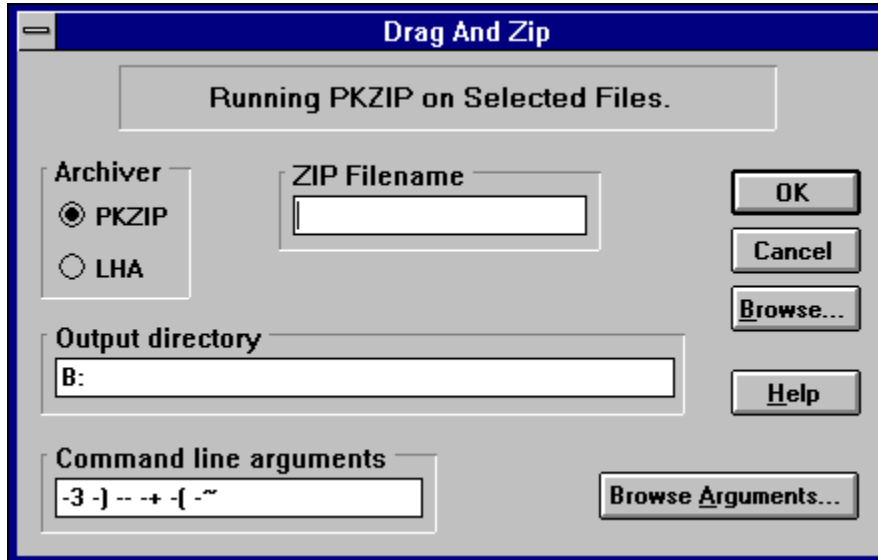 Drag And Zip
Running PKZIP on Selected Files.
Archiver
PKZIP
LHA
ZIP Filename
OK
Cancel
Browse...
Output directory
B:
Help
Command line arguments
-3 -) -- -+ -( -~
Browse Arguments...